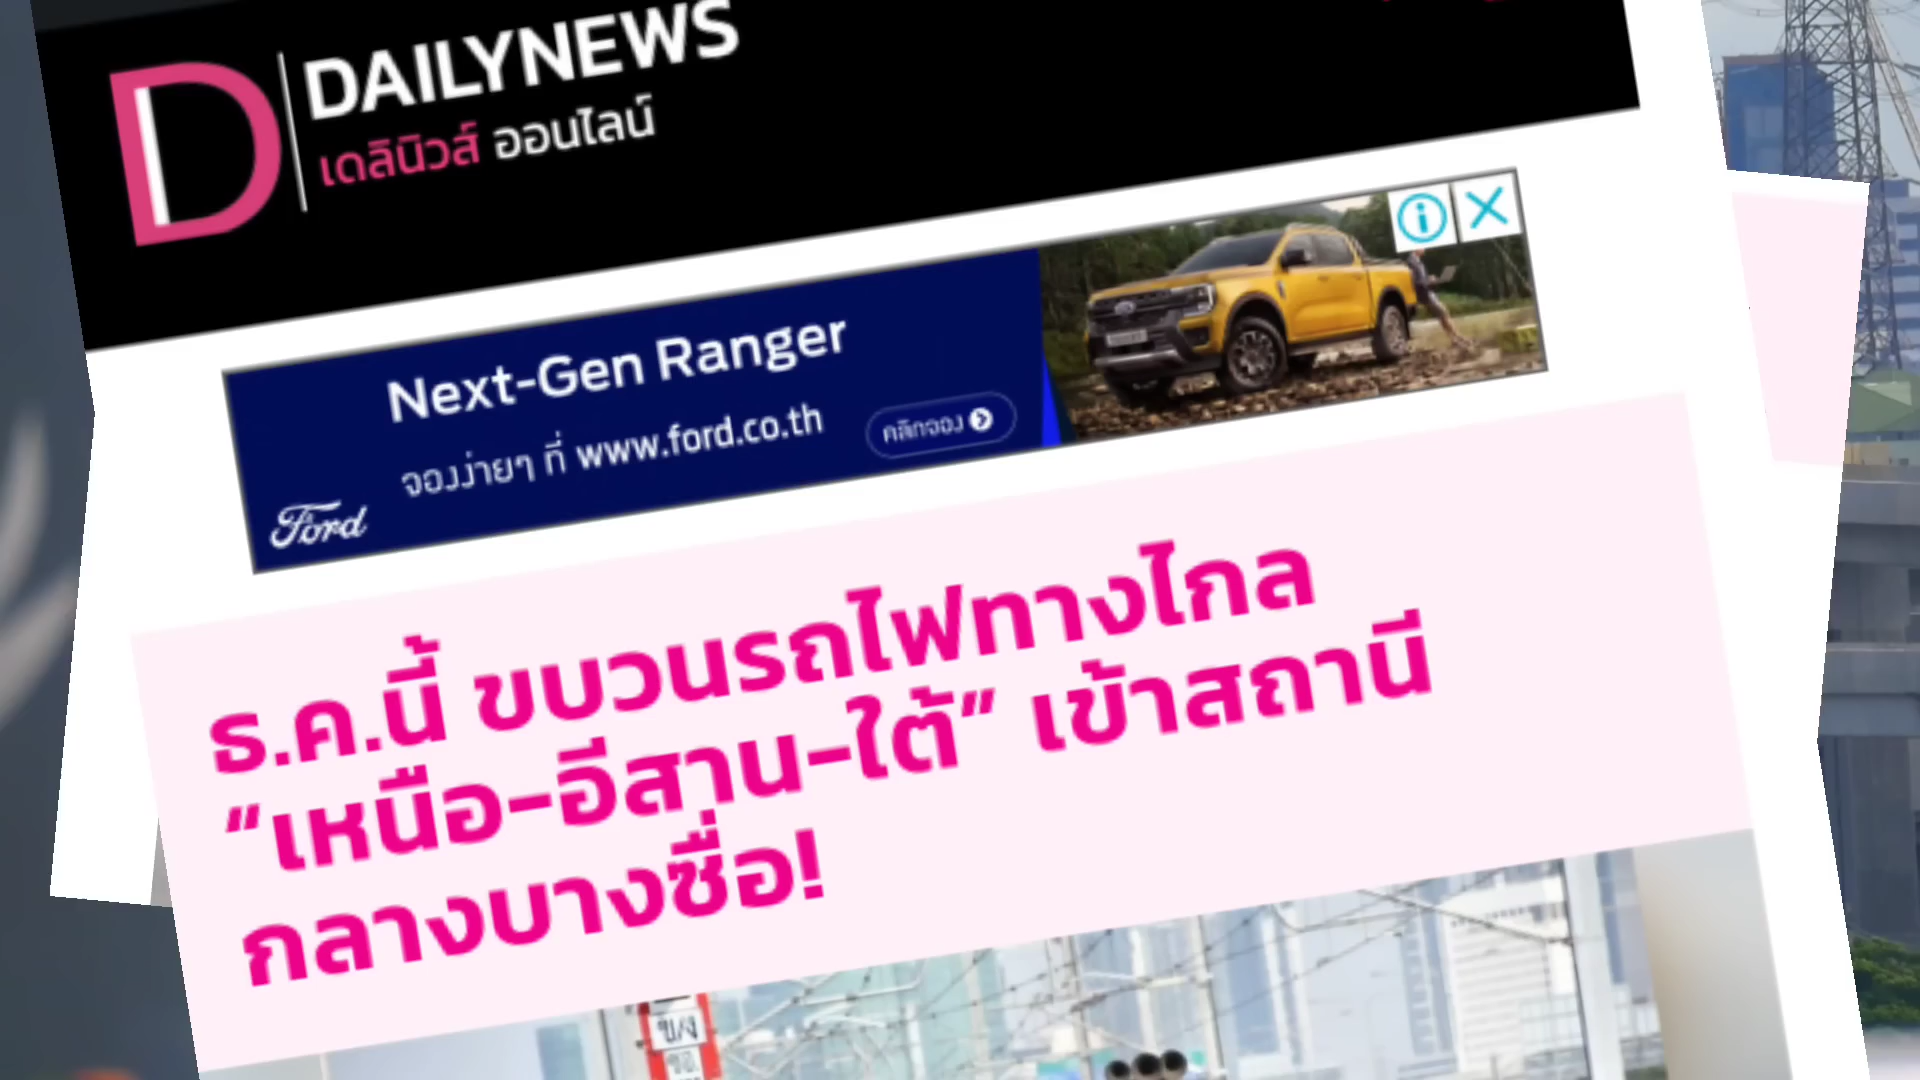 DAILYNEWS
เดลินิวส์ ออนไลน์
Next-Gen Ranger
จองง่ายๆ ที่ www.ford.co.th
คลิกจอง
Ford
ธ.ค.นี้ ขบวนรถไฟทางไกล
“เหนือ-อีสาน-ใต้” เข้าสถานี
กลางบางซื่อ!